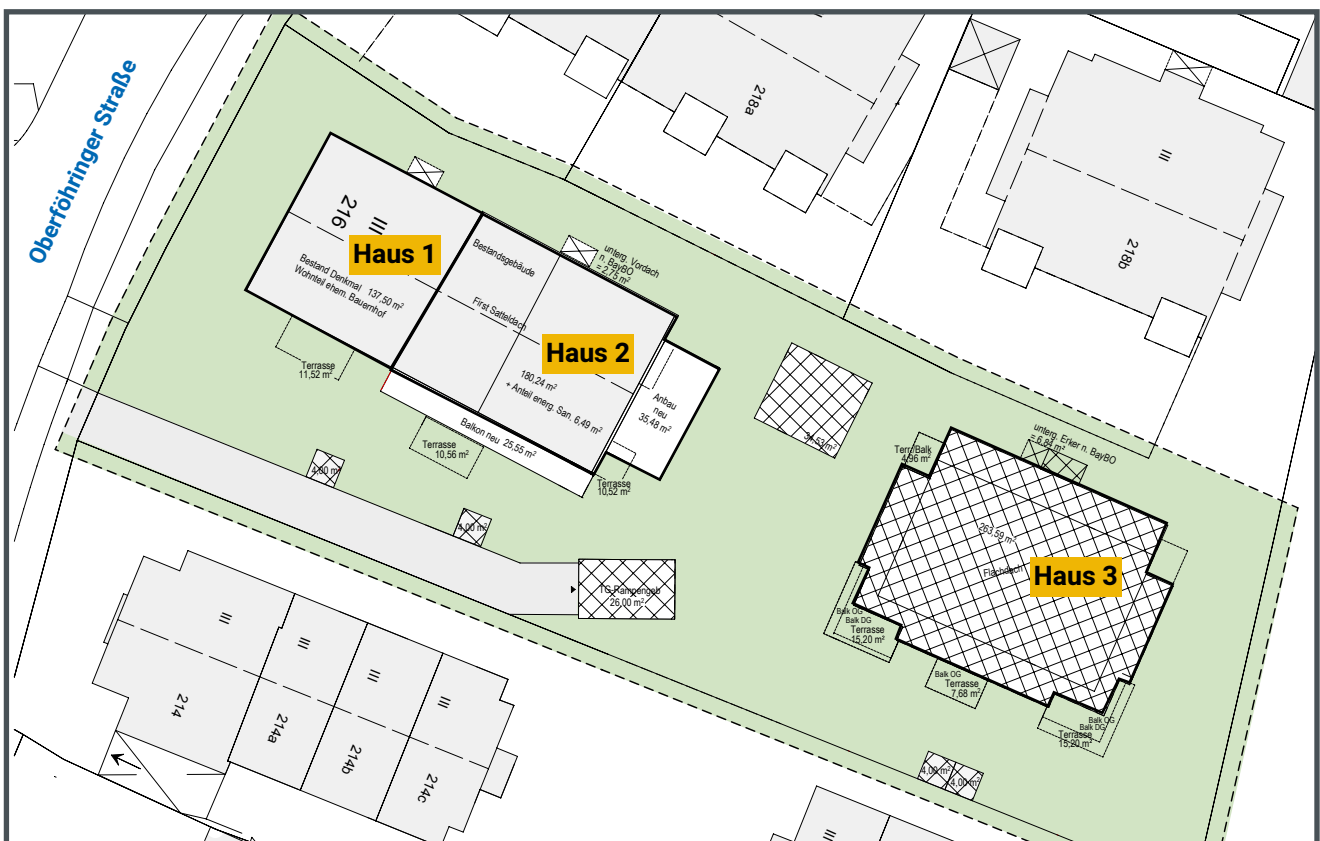 Oberföhringer Straße
218a
III
218b
216
III
Haus 1
Bestand Denkmal 137,50 m²
Wohnteil ehem. Bauernhof
Terrasse
11,52 m²
Bestandsgebäude
First Satteldach
unterg. Vordach
n. BayBO
= 2,75 m²
Haus 2
180,24 m²
+ Anteil energ. San. 6,49 m²
Anbau
neu
35,48 m²
Balkon neu 25,55 m²
Terrasse
10,56 m²
Terrasse
10,52 m²
34,53 m²
4,00 m²
4,00 m²
TG-Rampengeb
26,00 m²
Terr/Balk
4,96 m²
unterg. Erker n. BayBO
= 6,84 m²
263,59 m²
Flachdach
Haus 3
Balk OG
Balk DG
Terrasse
15,20 m²
Balk OG
Terrasse
7,68 m²
Balk OG
Balk DG
Terrasse
15,20 m²
4,00 m²
4,00 m²
III
III
III
III
214
214a
214b
214c
III